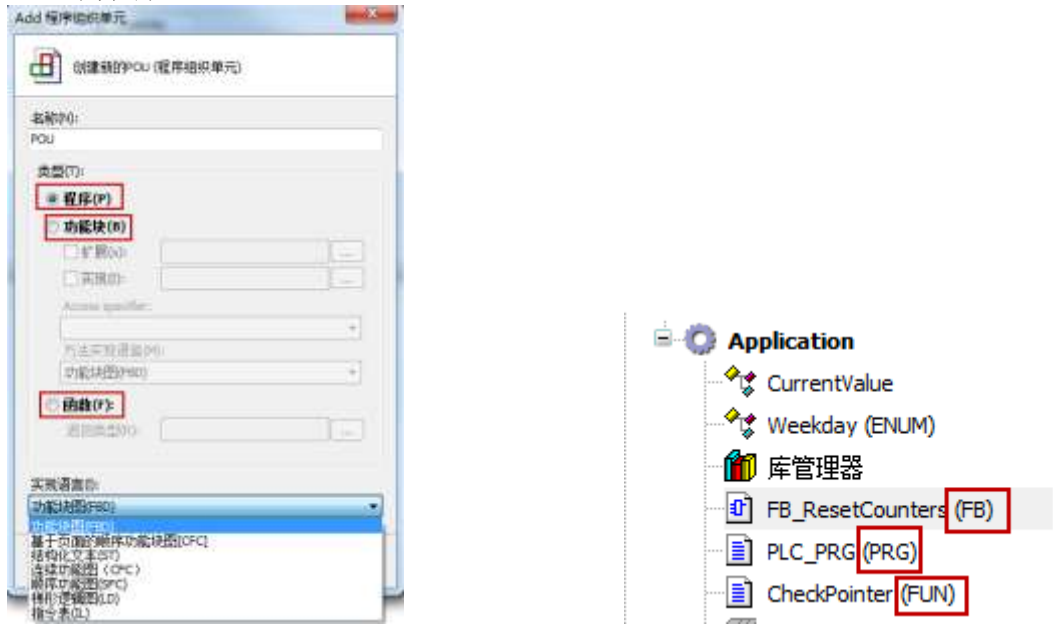 Add 程序组织单元
创建新的POU (程序组织单元)
名称(N):
POU
类型(T):
程序(P)
功能块(B)
扩展(X):
实现(I):
Access specifier:
方法实现语言(M):
功能块图(FBD)
函数(F):
返回类型(R):
实现语言(I):
功能块图(FBD)
功能块图(FBD)
基于页面的顺序功能块图[CFC]
结构化文本(ST)
连续功能图 (CFC)
顺序功能图(SFC)
梯形逻辑图(LD)
指令表(IL)
Application
CurrentValue
Weekday (ENUM)
库管理器
FB_ResetCounters (FB)
PLC_PRG (PRG)
CheckPointer (FUN)